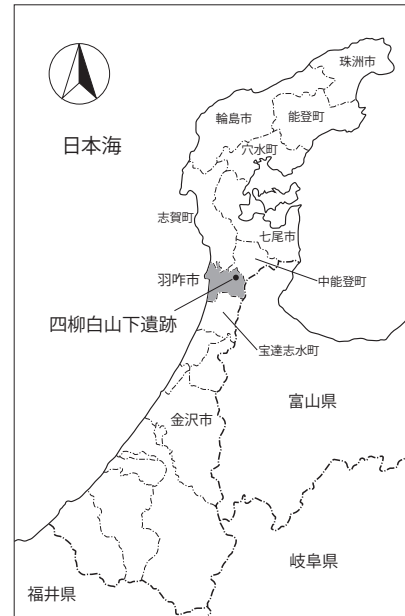 珠洲市
輪島市
能登町
穴水町
日本海
志賀町
七尾市
中能登町
羽咋市
四柳白山下遺跡
宝達志水町
富山県
金沢市
岐阜県
福井県